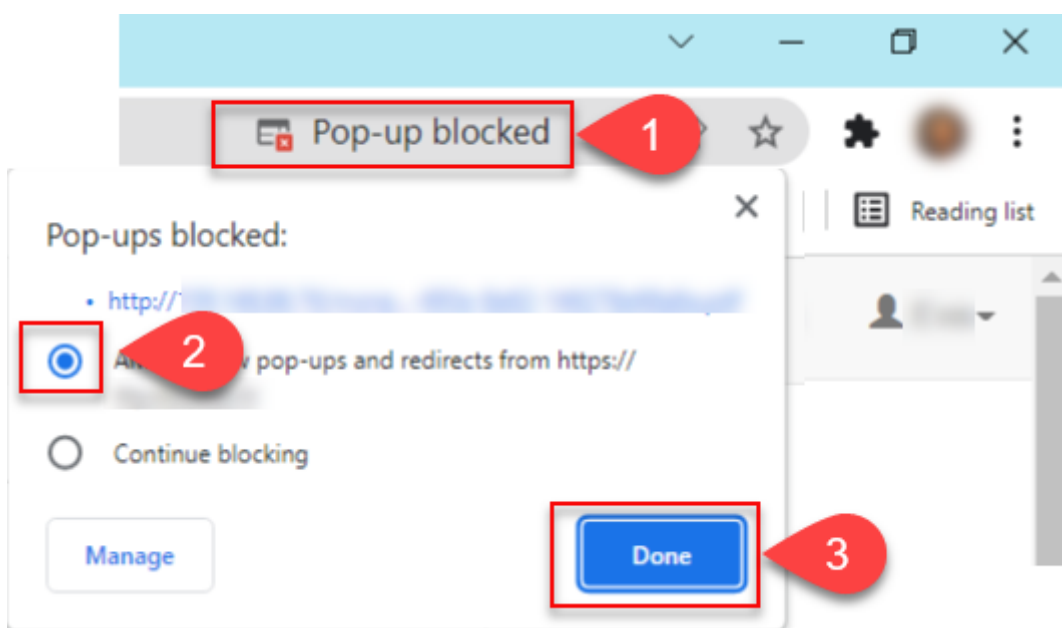 Pop-up blocked
1
Reading list
Pop-ups blocked:
• http://
2
pop-ups and redirects from https://
Continue blocking
Manage
Done
3